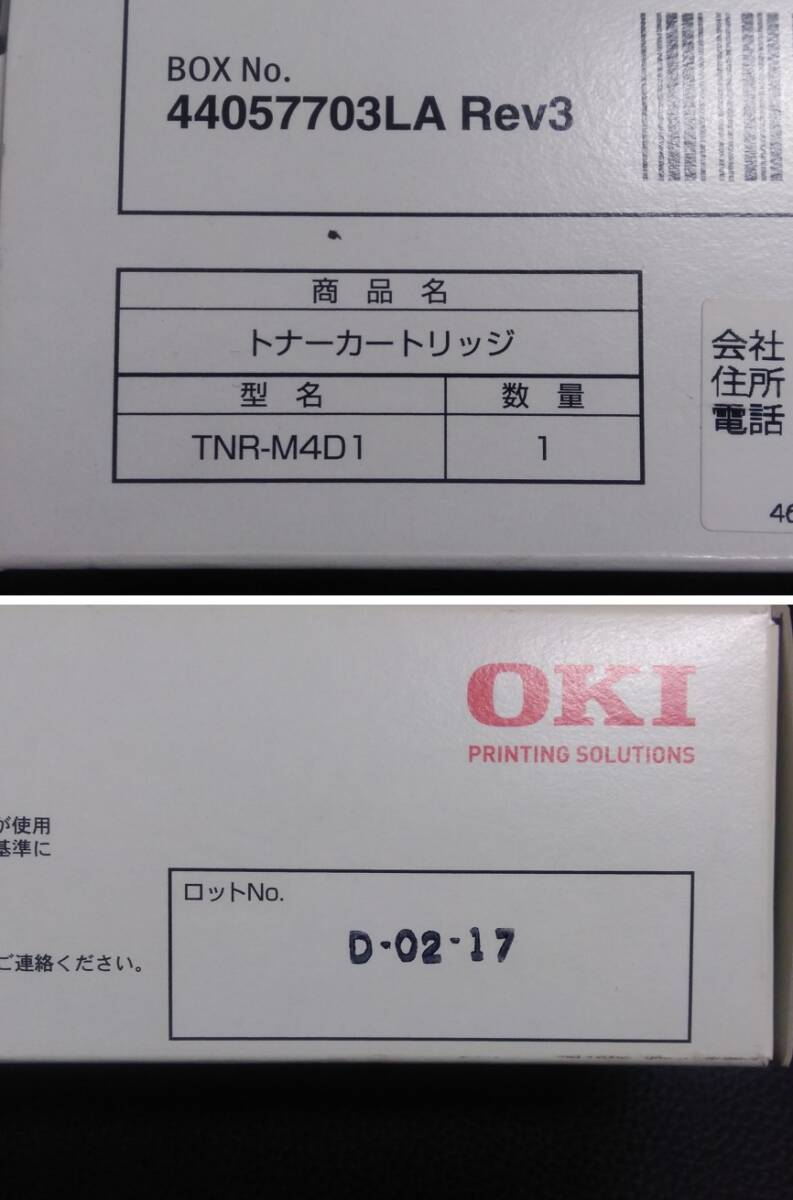 BOX No.
44057703LA Rev3
商品名
トナーカートリッジ
型名 数量
TNR-M4D1 1
会社
住所
電話
46
OKI
PRINTING SOLUTIONS
が使用
基準に
ロットNo.
D-02-17
ご連絡ください。